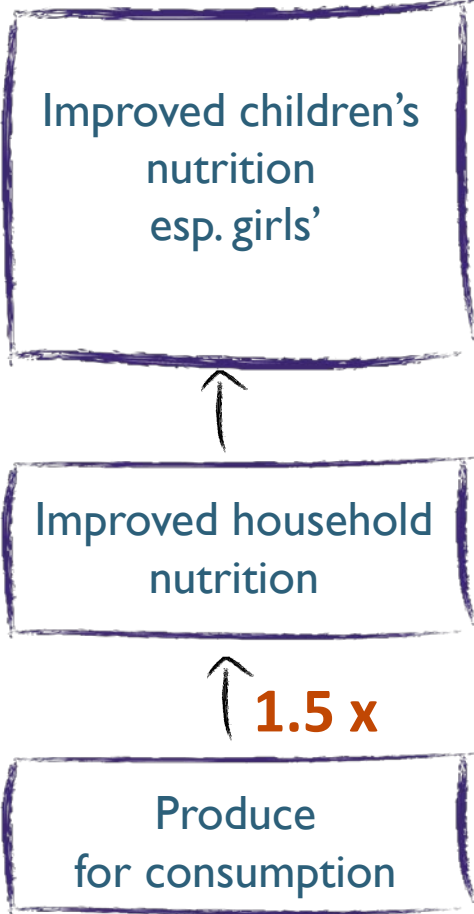 Improved children’s
nutrition
esp. girls’
Improved household
nutrition
1.5 x
Produce
for consumption